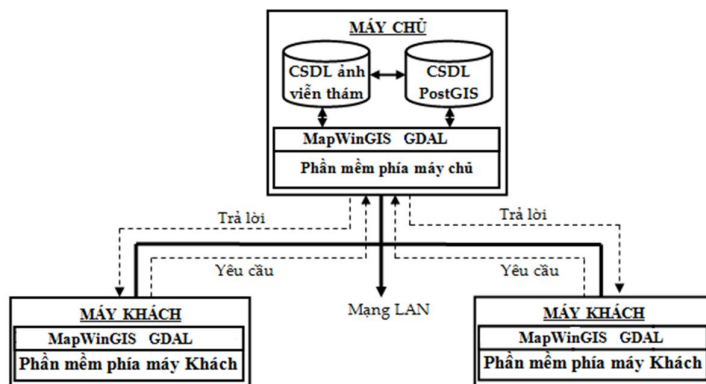 MÁY CHỦ
CSDL ảnh
viễn thám
CSDL
PostGIS
MapWinGIS GDAL
Phần mềm phía máy chủ
Trả lời
Trả lời
Yêu cầu
Yêu cầu
Mạng LAN
MÁY KHÁCH
MapWinGIS GDAL
Phần mềm phía máy Khách
MÁY KHÁCH
MapWinGIS GDAL
Phần mềm phía máy Khách